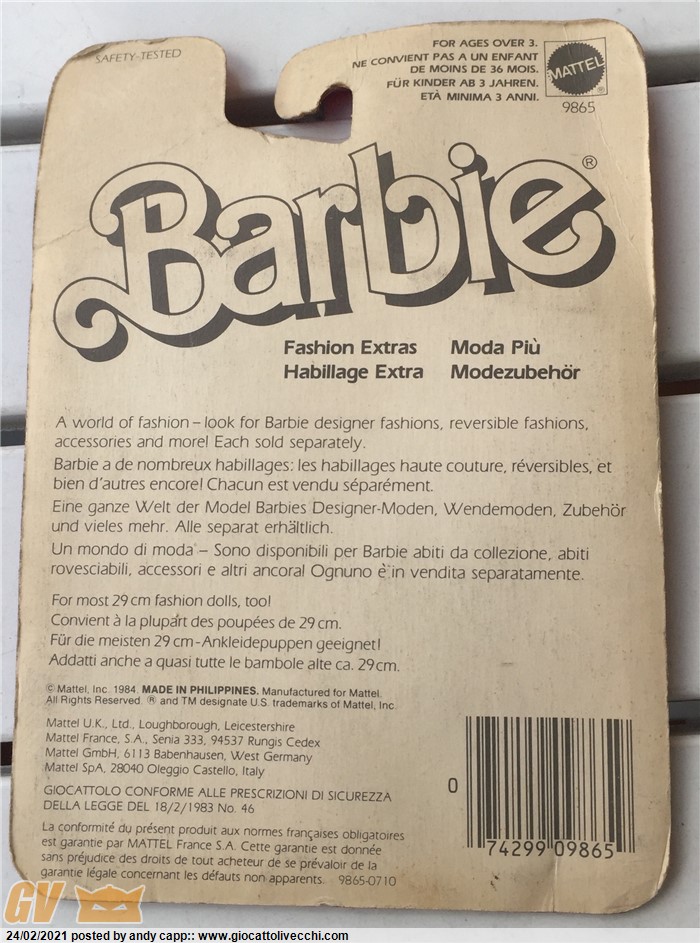 SAFETY-TESTED
FOR AGES OVER 3.
NE CONVIENT PAS A UN ENFANT
DE MOINS DE 36 MOIS.
FÜR KINDER AB 3 JAHREN.
ETÀ MINIMA 3 ANNI.
MATTEL
®
9865
Barbie®
Fashion Extras Moda Più
Habillage Extra Modezubehör
A world of fashion – look for Barbie designer fashions, reversible fashions,
accessories and more! Each sold separately.
Barbie a de nombreux habillages: les habillages haute couture, réversibles, et
bien d'autres encore! Chacun est vendu séparément.
Eine ganze Welt der Model Barbies Designer-Moden, Wendemoden, Zubehör
und vieles mehr. Alle separat erhältlich.
Un mondo di moda – Sono disponibili per Barbie abiti da collezione, abiti
rovesciabili, accessori e altri ancora! Ognuno è in vendita separatamente.
For most 29 cm fashion dolls, too!
Convient à la plupart des poupées de 29 cm.
Für die meisten 29 cm-Ankleidepuppen geeignet!
Addatti anche a quasi tutte le bambole alte ca. 29cm.
© Mattel, Inc. 1984. MADE IN PHILIPPINES. Manufactured for Mattel.
All Rights Reserved. ® and TM designate U.S. trademarks of Mattel, Inc.
Mattel U.K., Ltd., Loughborough, Leicestershire
Mattel France, S.A., Senia 333, 94537 Rungis Cedex
Mattel GmbH, 6113 Babenhausen, West Germany
Mattel SpA, 28040 Oleggio Castello, Italy
GIOCATTOLO CONFORME ALLE PRESCRIZIONI DI SICUREZZA
DELLA LEGGE DEL 18/2/1983 No. 46
La conformité du présent produit aux normes françaises obligatoires
est garantie par MATTEL France S.A. Cette garantie est donnée
sans préjudice des droits de tout acheteur de se prévaloir de la
garantie légale concernant les défauts non apparents. 9865-0710
0 74299 09865
GV
24/02/2021 posted by andy capp:: www.giocattolivecchi.com